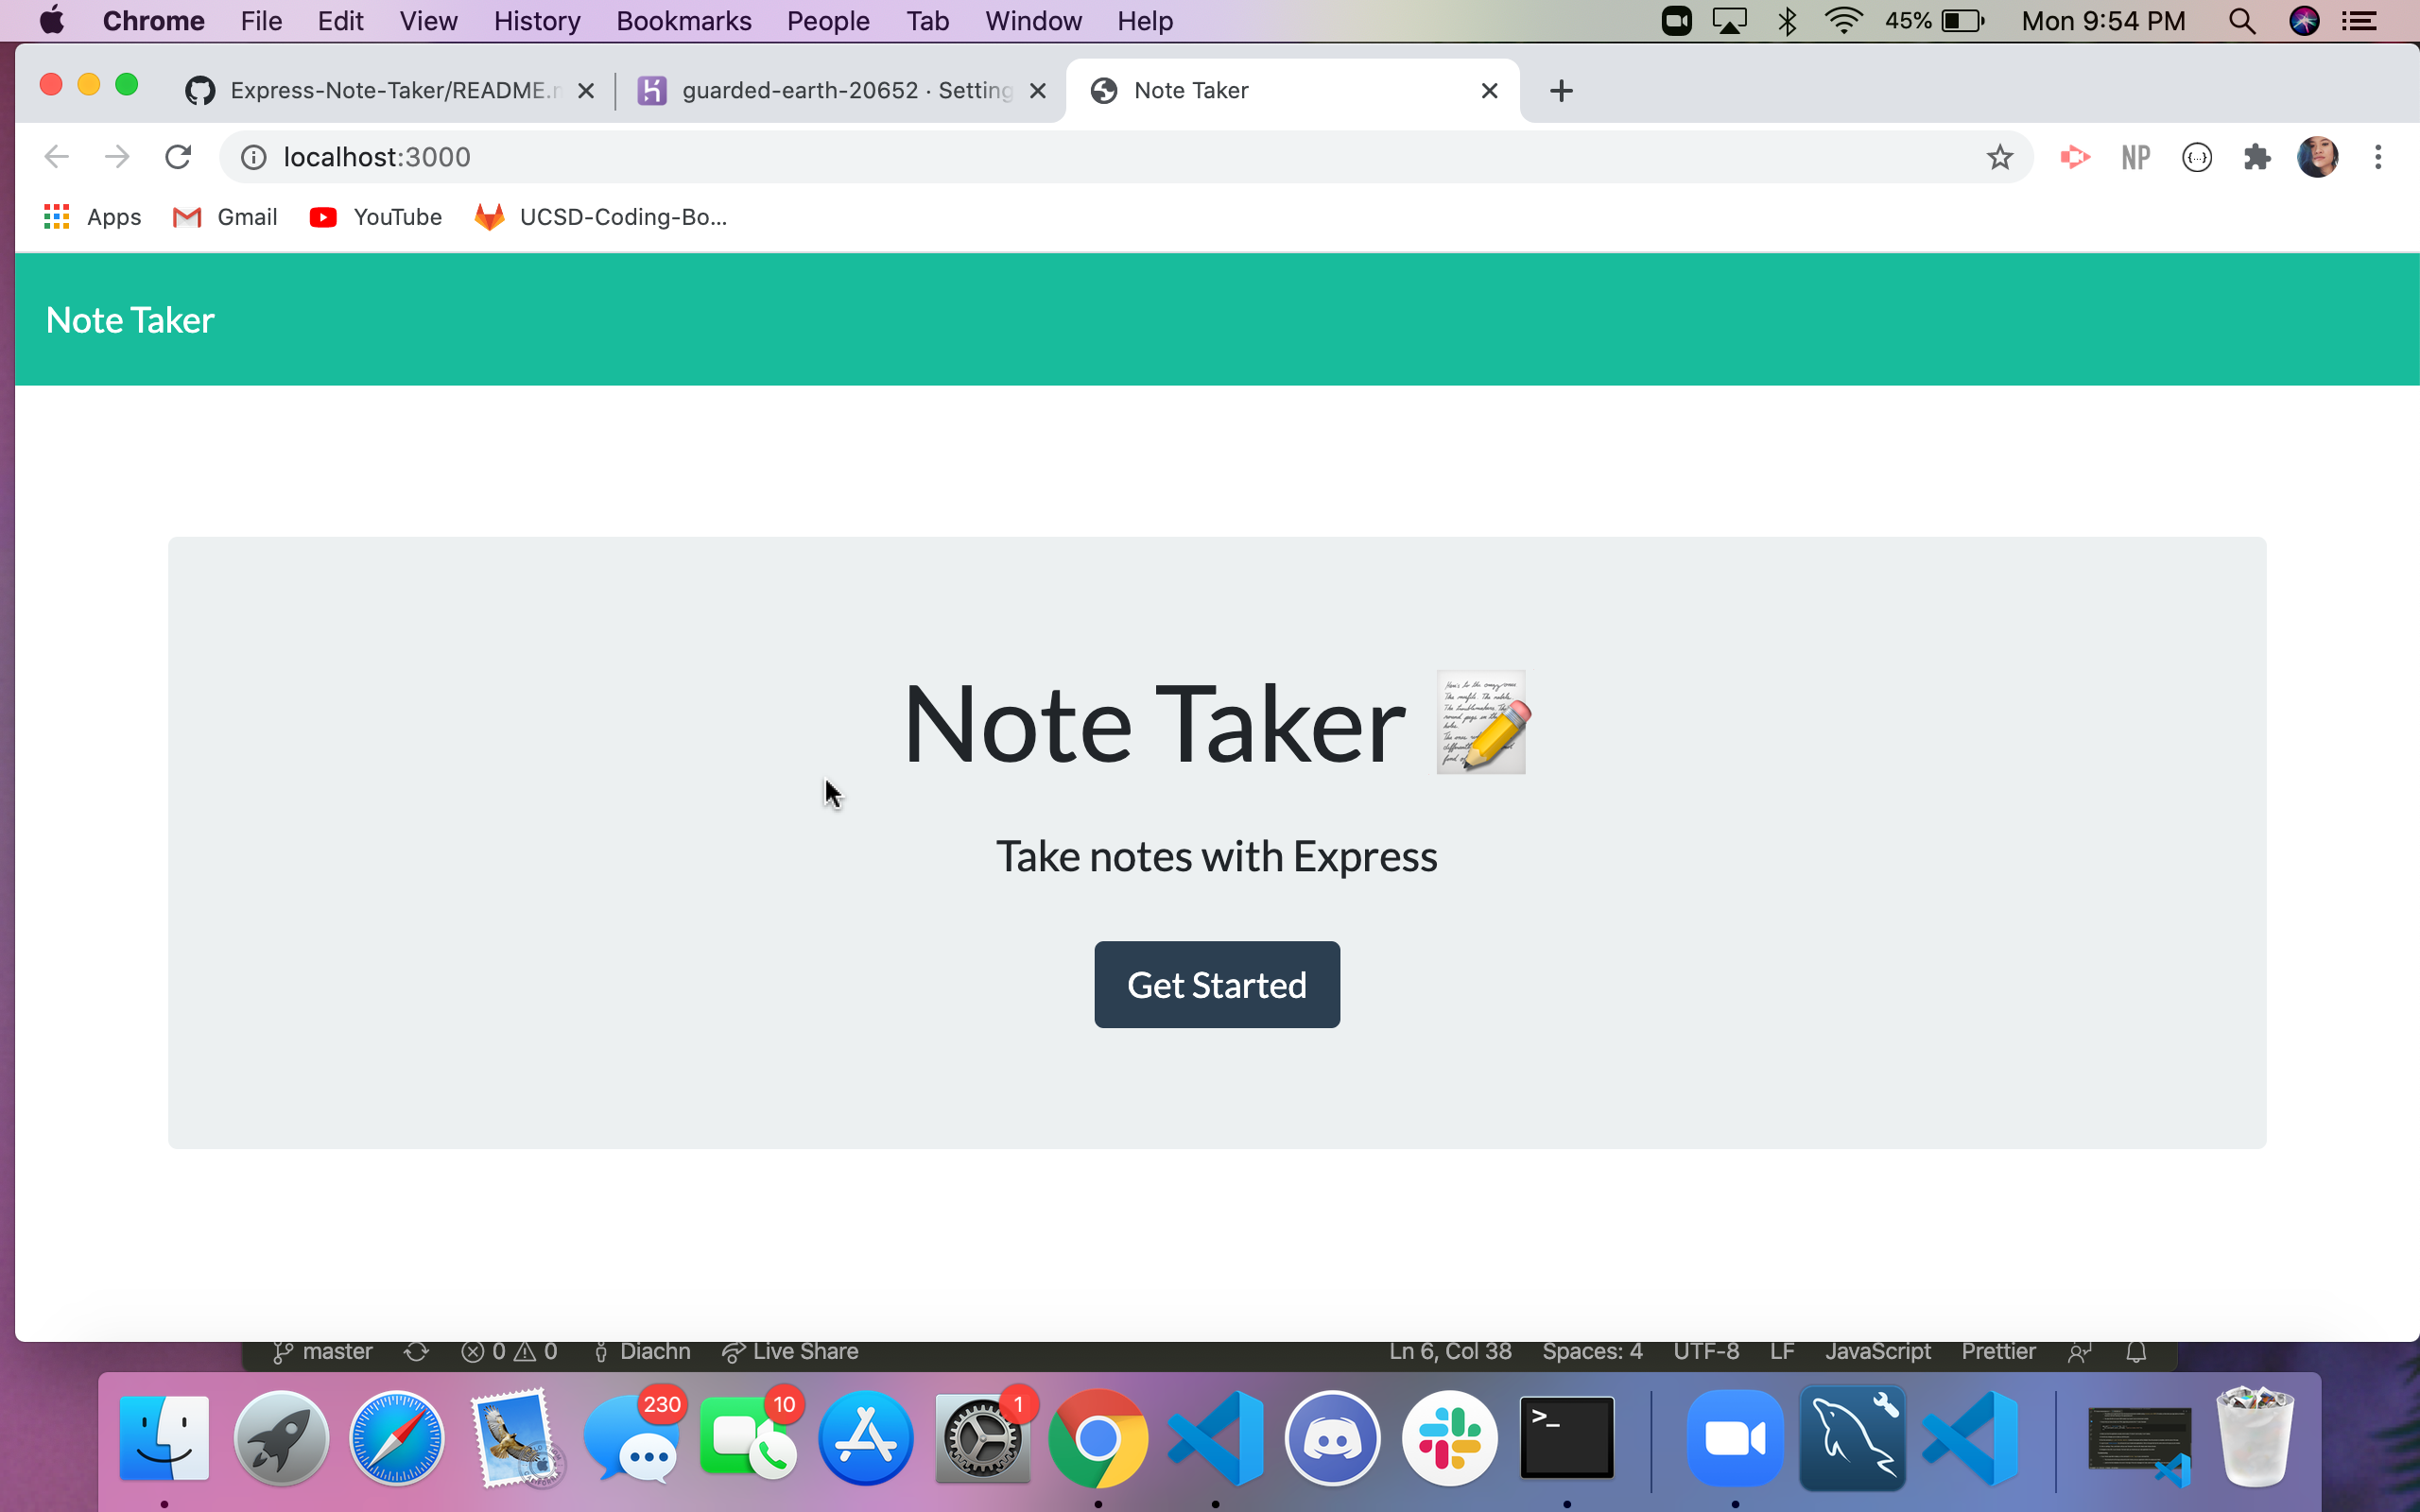 Chrome File Edit View History Bookmarks People Tab Window Help 45% Mon 9:54 PM
Express-Note-Taker/README.m guarded-earth-20652 · Setting Note Taker
localhost:3000 NP
Apps Gmail YouTube UCSD-Coding-Bo...
Note Taker
Note Taker
Take notes with Express
Get Started
master 0 0 Diachn Live Share Ln 6, Col 38 Spaces: 4 UTF-8 LF JavaScript Prettier
230 10 1